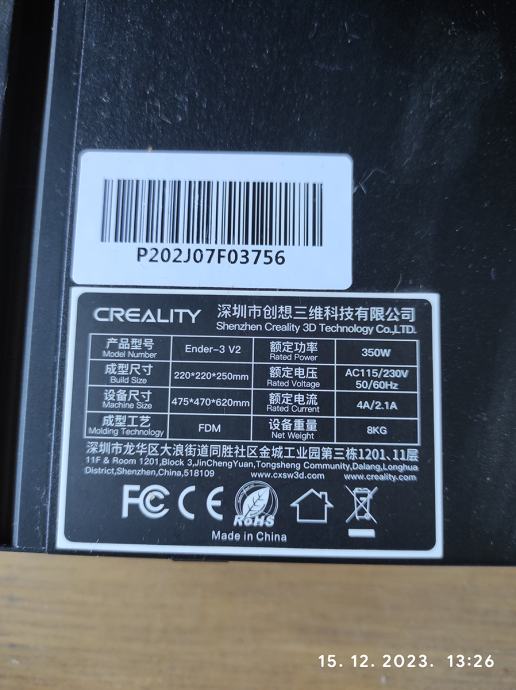 P202J07F03756
CREALITY 深圳市创想三维科技有限公司
Shenzhen Creality 3D Technology Co.,LTD.
产品型号 Ender-3 V2 额定功率 350W
Model Number Rated Power
成型尺寸 220*220*250mm 额定电压 AC115/230V
Build Size Rated Voltage 50/60Hz
设备尺寸 475*470*620mm 额定电流 4A/2.1A
Machine Size Rated Current
成型工艺 FDM 设备重量 8KG
Molding Technology Net Weight
深圳市龙华区大浪街道同胜社区金城工业园第三栋1201、11层
11F & Room 1201,Block 3,JinChengYuan,Tongsheng Community,Dalang,Longhua
District,Shenzhen,China,518109 www.cxsw3d.com www.creality.com
FC CE RoHS
Made in China
15. 12. 2023. 13:26